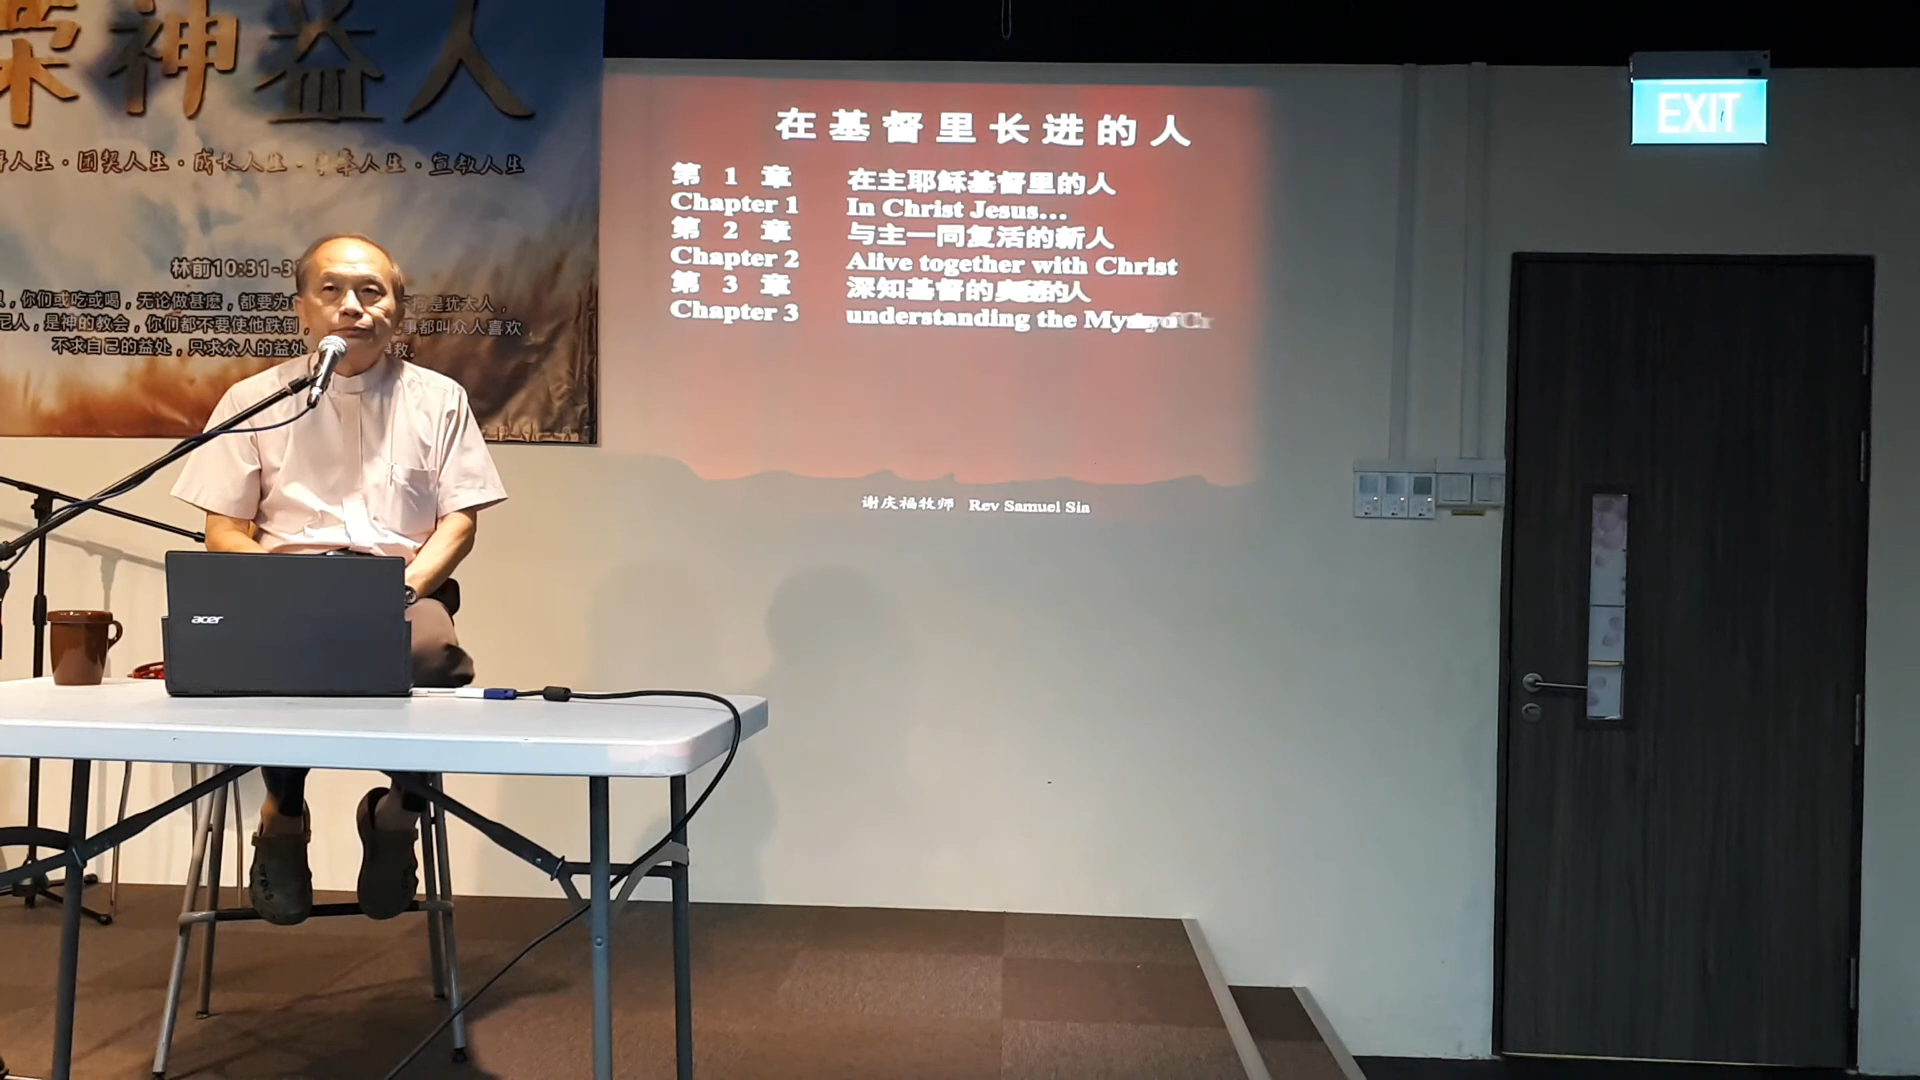 神益人
人生·团契人生·成长人生· 人生·宣教人生
林前10:31-3
，你们或吃或喝，无论做甚麽，都要为 是犹太人，
尼人，是神的教会，你们都不要使他跌倒， 事都叫众人喜欢，
不求自己的益处，只求众人的益处 救。
在基督里长进的人
第 1 章 在主耶稣基督里的人
Chapter 1 In Christ Jesus...
第 2 章 与主一同复活的新人
Chapter 2 Alive together with Christ
第 3 章 深知基督的 人
Chapter 3 understanding the
谢庆福牧师 Rev Samuel Sia
EXIT
acer